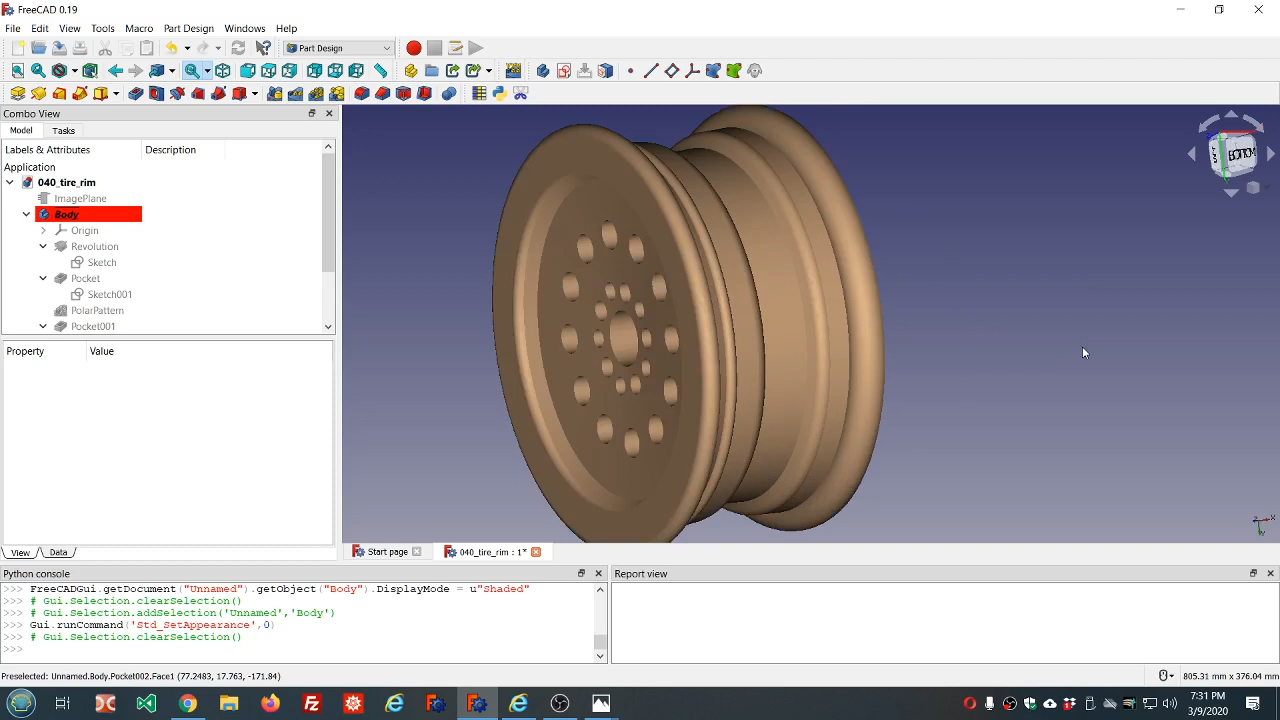 FreeCAD 0.19
File Edit View Tools Macro Part Design Windows Help
Part Design
Combo View
Model Tasks
Labels & Attributes Description
Application
040_tire_rim
ImagePlane
Body
Origin
Revolution
Sketch
Pocket
Sketch001
PolarPattern
Pocket001
Property Value
View Data
BOTTOM
Start page 040_tire_rim : 1*
Python console
>>> FreeCADGui.getDocument("Unnamed").getObject("Body").DisplayMode = u"Shaded"
>>> # Gui.Selection.clearSelection()
>>> # Gui.Selection.addSelection('Unnamed','Body')
>>> Gui.runCommand('Std_SetAppearance',0)
>>> # Gui.Selection.clearSelection()
>>>
Report view
Preselected: Unnamed.Body.Pocket002.Face1 (77.2483, 17.763, -171.84)
805.31 mm x 376.04 mm
7:31 PM
3/9/2020